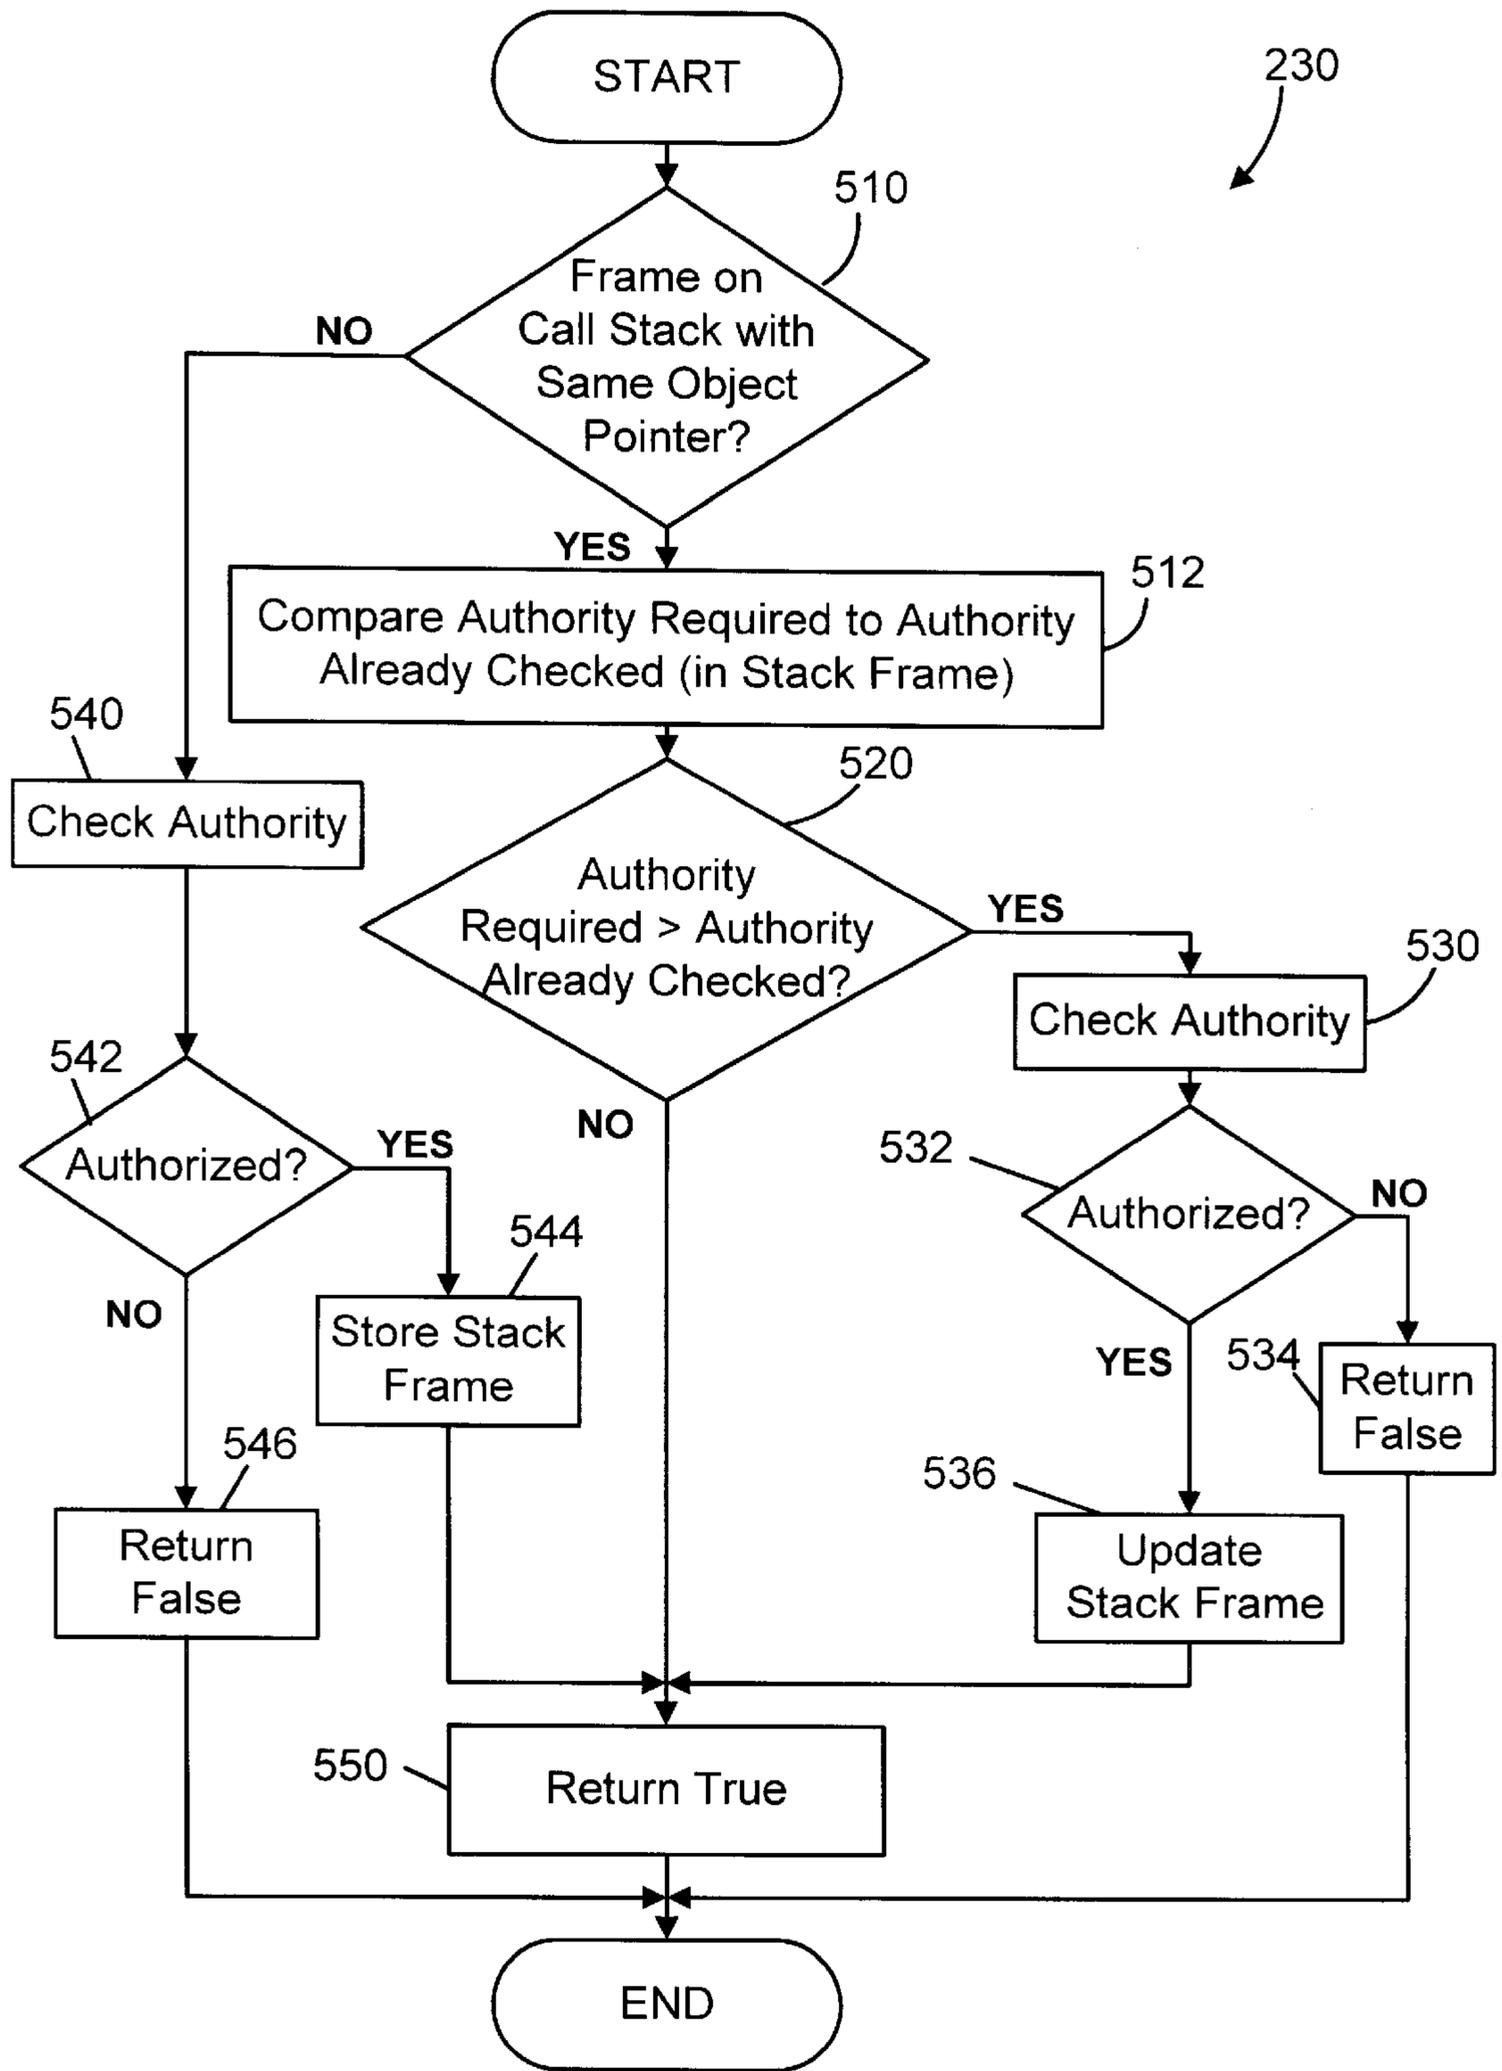 START
230
510
Frame on
Call Stack with
Same Object
Pointer?
NO
YES
512
Compare Authority Required to Authority
Already Checked (in Stack Frame)
540
Check Authority
520
Authority
Required > Authority
Already Checked?
YES
NO
530
Check Authority
542
Authorized?
YES
NO
532
Authorized?
NO
YES
544
Store Stack
Frame
534
Return
False
546
Return
False
536
Update
Stack Frame
550
Return True
END